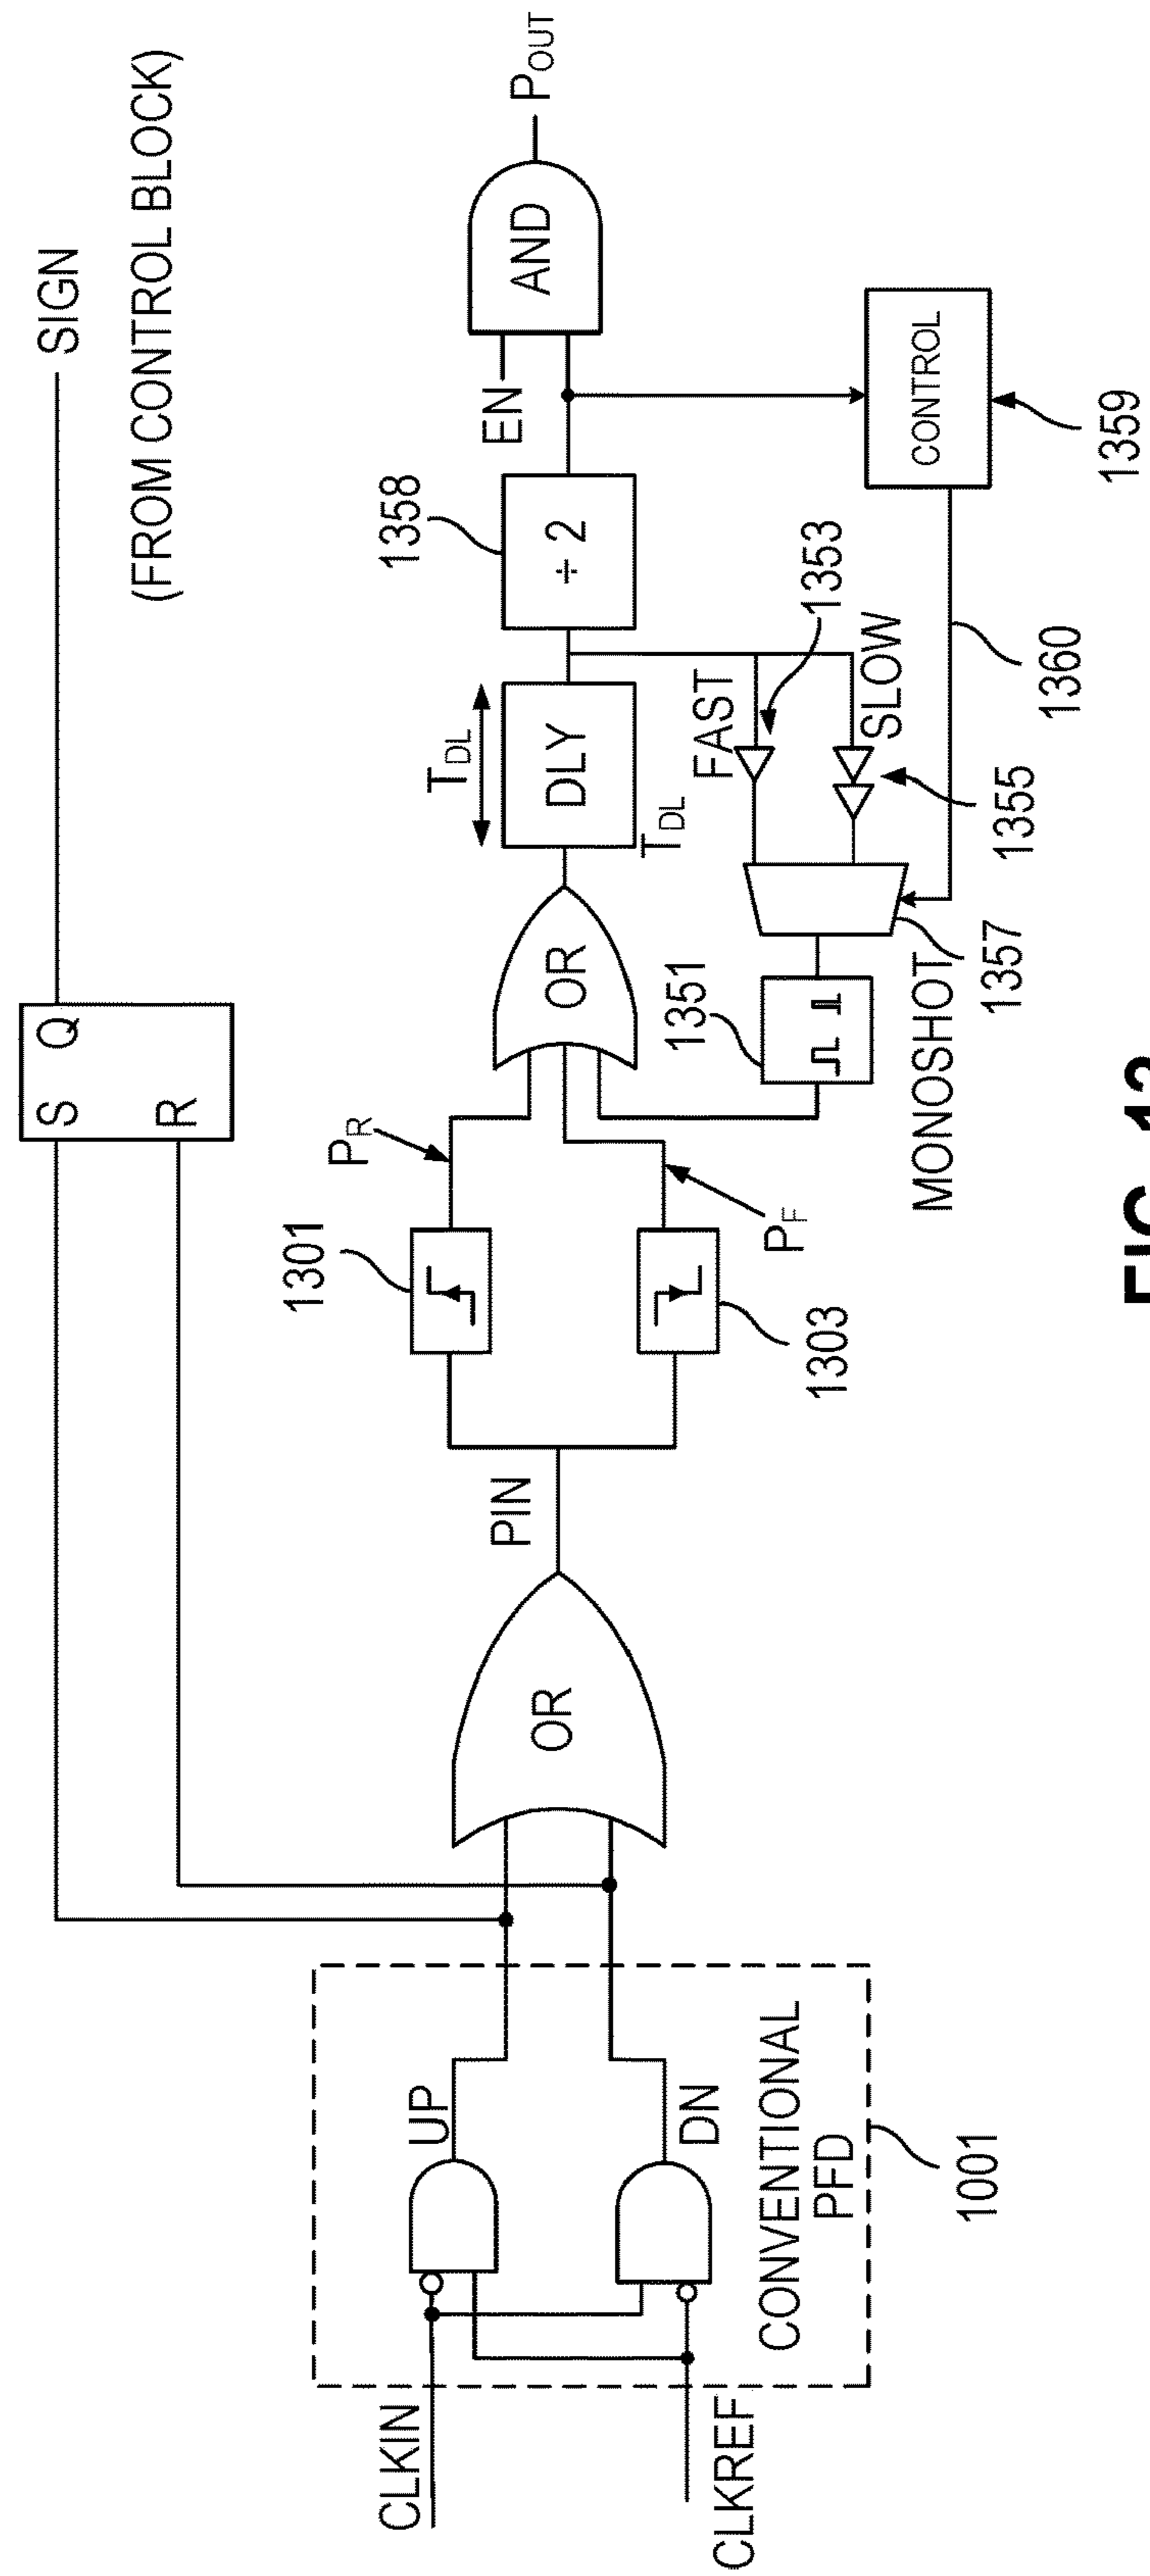 SIGN
(FROM CONTROL BLOCK)
S Q
R
CLKIN
CLKREF
UP
DN
CONVENTIONAL
PFD
1001
OR
PIN
1301
1303
PR
PF
OR
TDL
DLY
TDL
1358
÷ 2
EN
AND
POUT
FAST
1353
SLOW
1355
1351
MONOSHOT
1357
1360
CONTROL
1359